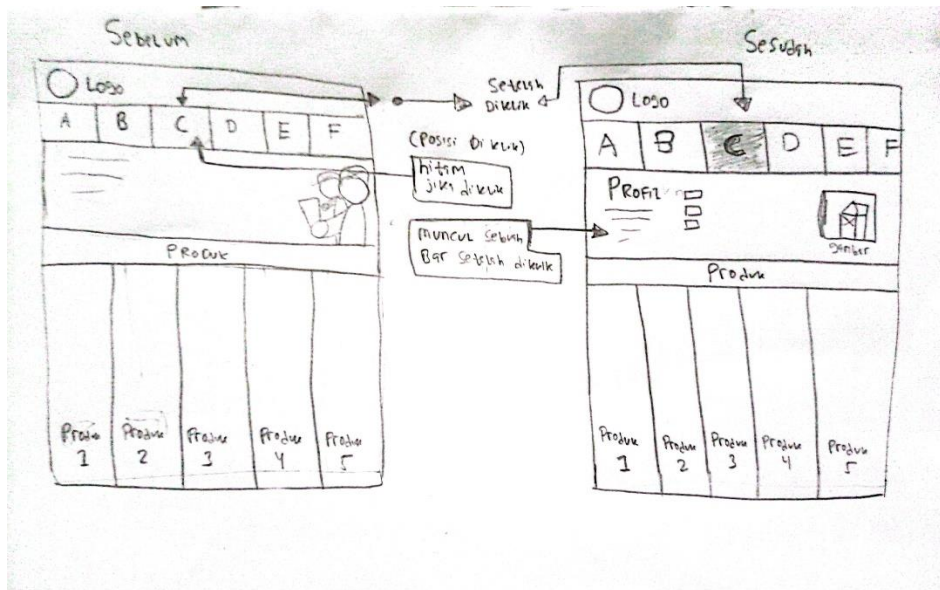 Sebelum
Logo
A B C D E F
PRODUK
Produk 1
Produk 2
Produk 3
Produk 4
Produk 5
Setelah
Diklik
(Posisi Di klik)
hitam
jika diklik
muncul sebuah
Bar setelah diklik
Sesudah
Logo
A B C D E F
PROFIL
gambar
Produk
Produk 1
Produk 2
Produk 3
Produk 4
Produk 5